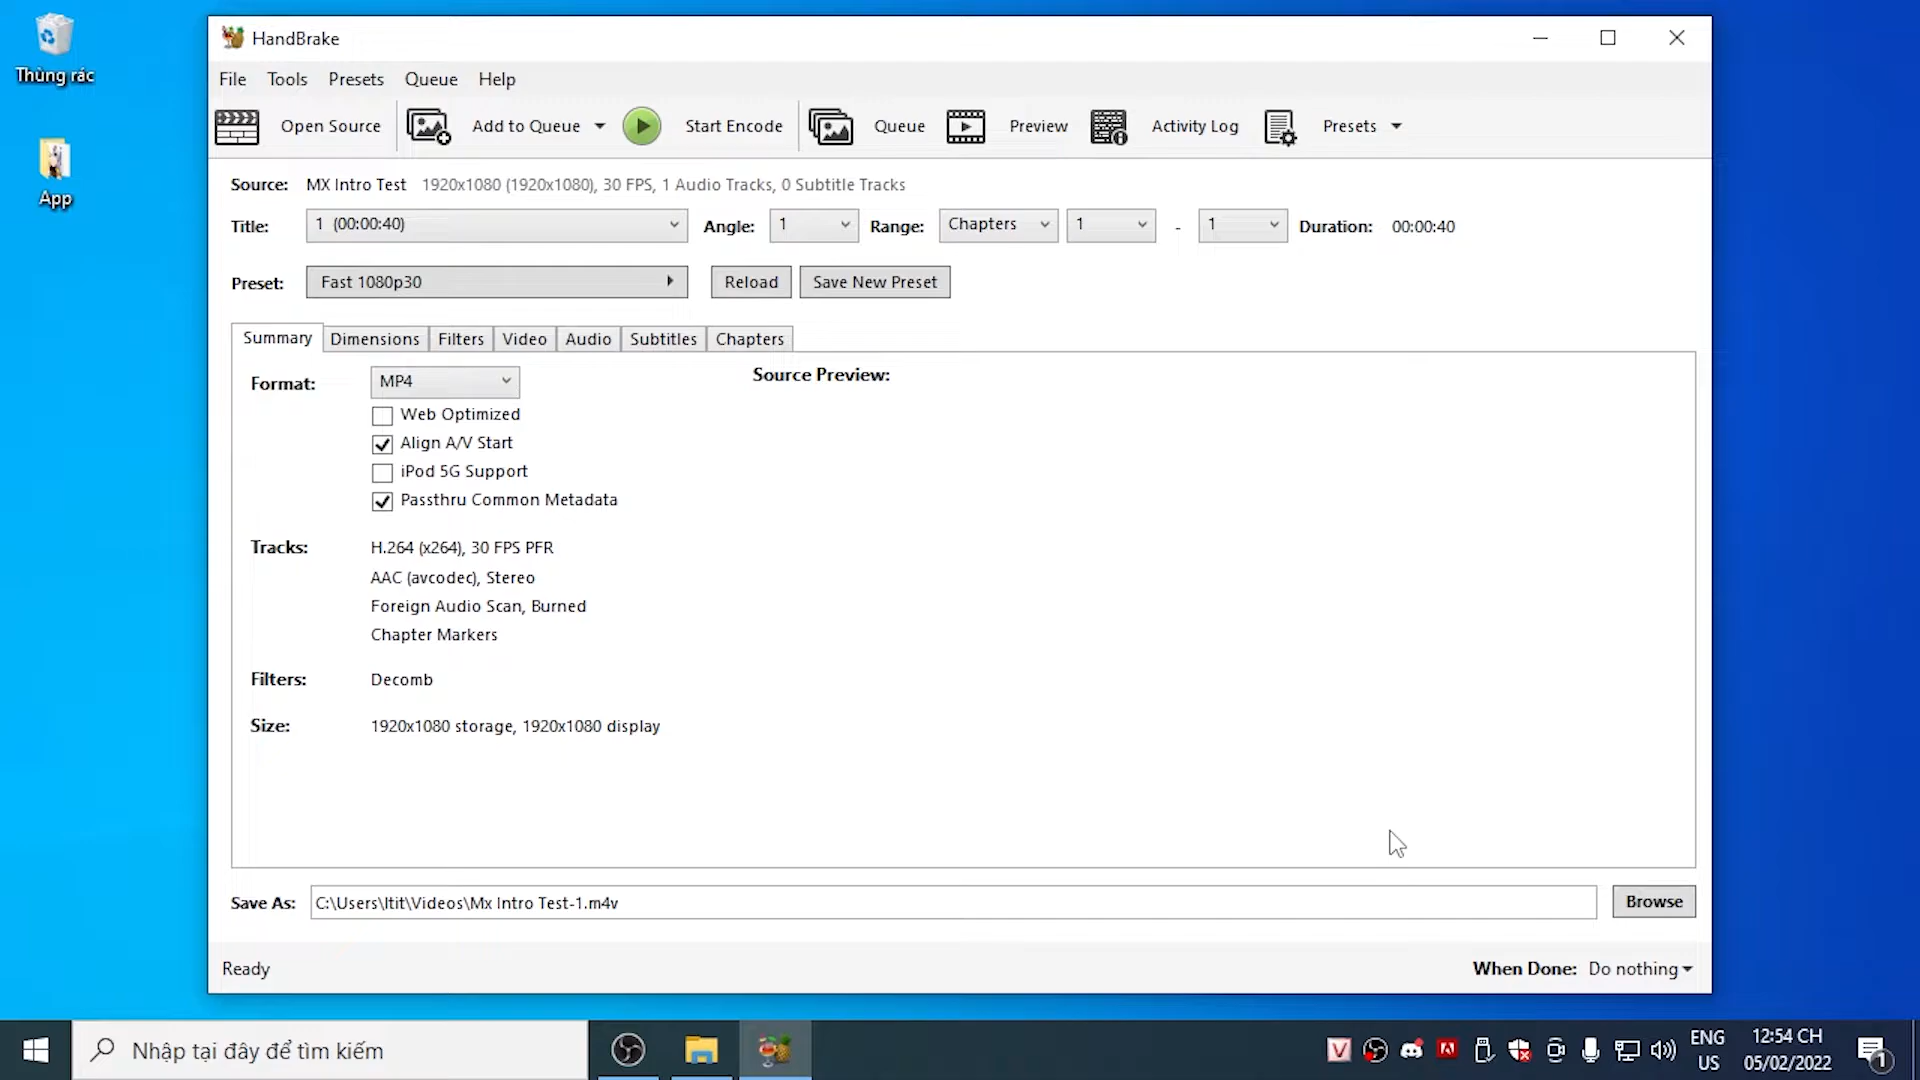 Thùng rác
App
HandBrake
File Tools Presets Queue Help
Open Source Add to Queue Start Encode Queue Preview Activity Log Presets
Source: MX Intro Test 1920x1080 (1920x1080), 30 FPS, 1 Audio Tracks, 0 Subtitle Tracks
Title: 1 (00:00:40) Angle: 1 Range: Chapters 1 - 1 Duration: 00:00:40
Preset: Fast 1080p30 Reload Save New Preset
Summary Dimensions Filters Video Audio Subtitles Chapters
Format: MP4 Source Preview:
Web Optimized
Align A/V Start
iPod 5G Support
Passthru Common Metadata
Tracks: H.264 (x264), 30 FPS PFR
AAC (avcodec), Stereo
Foreign Audio Scan, Burned
Chapter Markers
Filters: Decomb
Size: 1920x1080 storage, 1920x1080 display
Save As: C:\Users\ltit\Videos\Mx Intro Test-1.m4v Browse
Ready When Done: Do nothing
Nhập tại đây để tìm kiếm
ENG
US
12:54 CH
05/02/2022
1